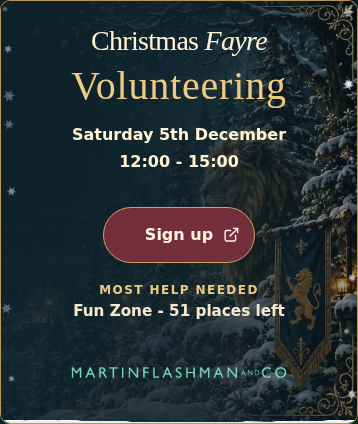 Christmas Fayre
Volunteering
Saturday 5th December
12:00 - 15:00
Sign up
MOST HELP NEEDED
Fun Zone - 51 places left
MARTINFLASHMANANDCO